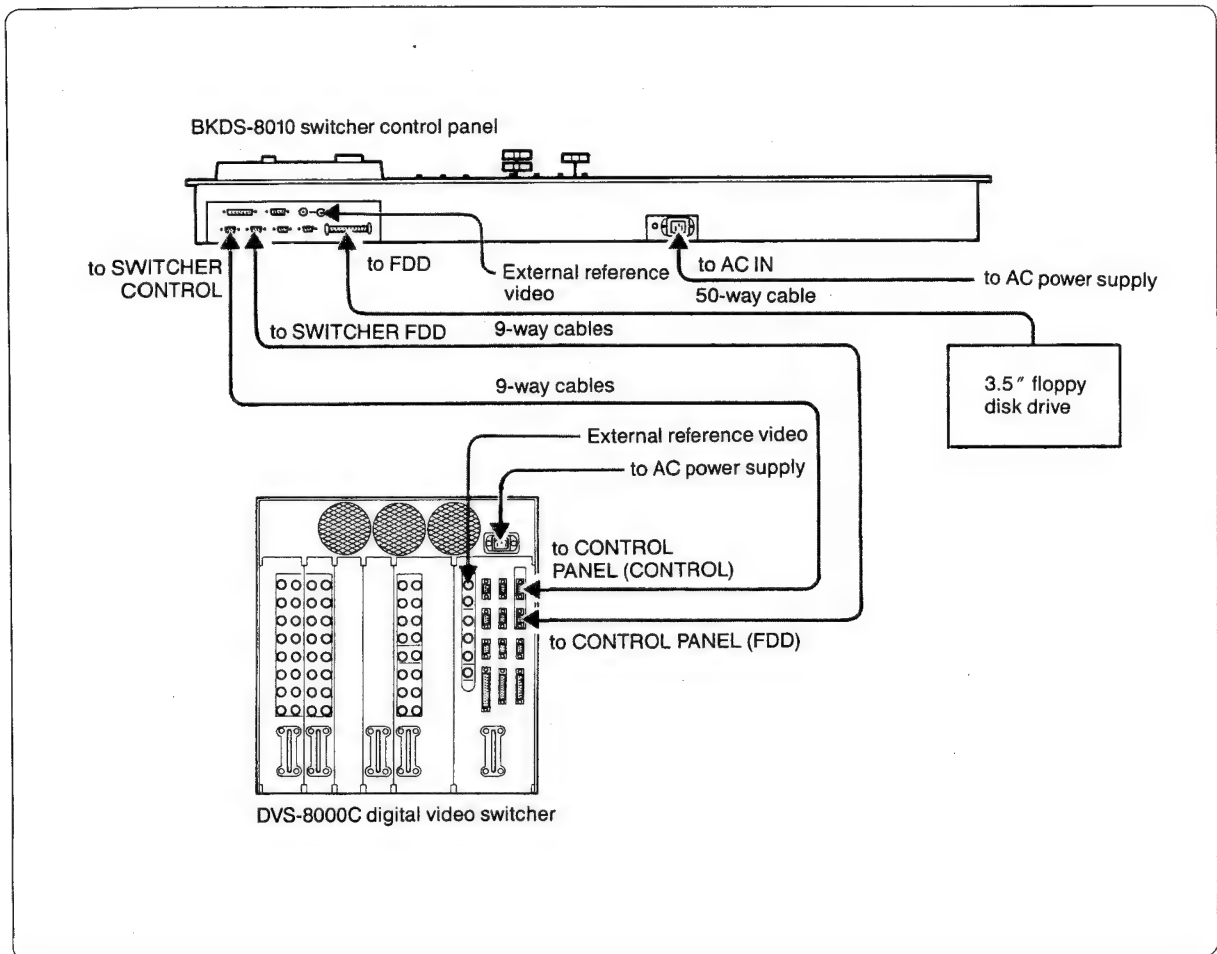 BKDS-8010 switcher control panel
to SWITCHER
CONTROL
to FDD
External reference
video
to AC IN
to AC power supply
50-way cable
to SWITCHER FDD
9-way cables
9-way cables
3.5″ floppy
disk drive
External reference video
to AC power supply
to CONTROL
PANEL (CONTROL)
to CONTROL PANEL (FDD)
DVS-8000C digital video switcher